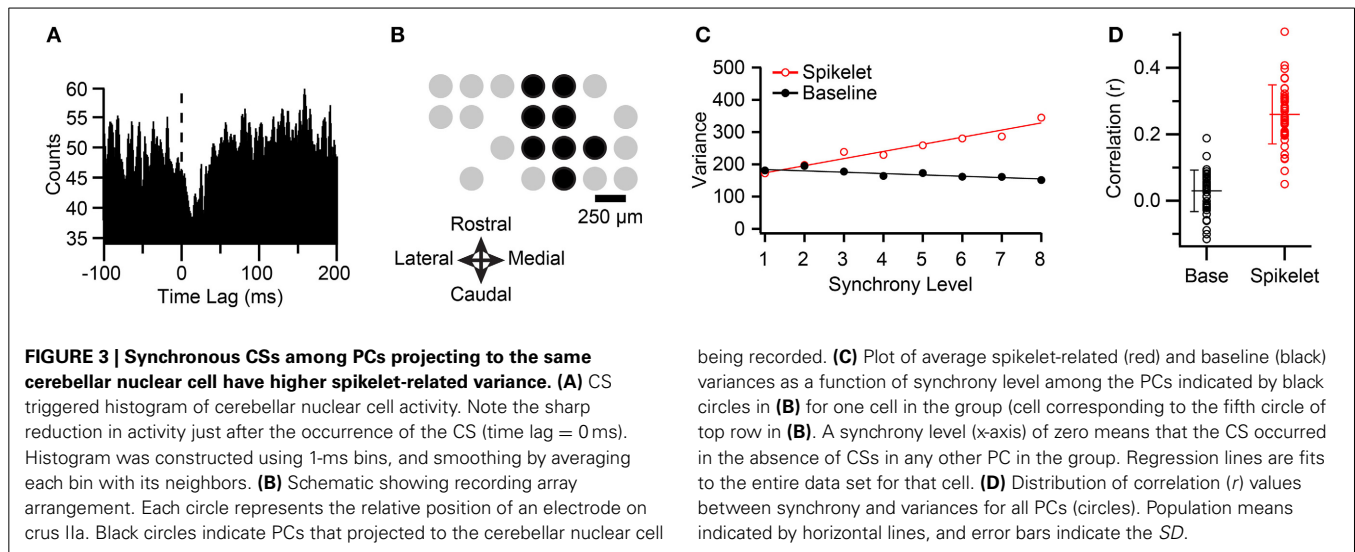 A
60
55
50
45
40
35
Counts
-100
0
100
200
Time Lag (ms)
B
250 µm
Rostral
Lateral
Medial
Caudal
C
500
400
300
200
100
0
Variance
Spikelet
Baseline
1
2
3
4
5
6
7
8
Synchrony Level
D
0.4
0.2
0.0
Correlation (r)
Base
Spikelet
FIGURE 3 | Synchronous CSs among PCs projecting to the same
cerebellar nuclear cell have higher spikelet-related variance. (A) CS
triggered histogram of cerebellar nuclear cell activity. Note the sharp
reduction in activity just after the occurrence of the CS (time lag = 0 ms).
Histogram was constructed using 1-ms bins, and smoothing by averaging
each bin with its neighbors. (B) Schematic showing recording array
arrangement. Each circle represents the relative position of an electrode on
crus IIa. Black circles indicate PCs that projected to the cerebellar nuclear cell
being recorded. (C) Plot of average spikelet-related (red) and baseline (black)
variances as a function of synchrony level among the PCs indicated by black
circles in (B) for one cell in the group (cell corresponding to the fifth circle of
top row in (B). A synchrony level (x-axis) of zero means that the CS occurred
in the absence of CSs in any other PC in the group. Regression lines are fits
to the entire data set for that cell. (D) Distribution of correlation (r) values
between synchrony and variances for all PCs (circles). Population means
indicated by horizontal lines, and error bars indicate the SD.